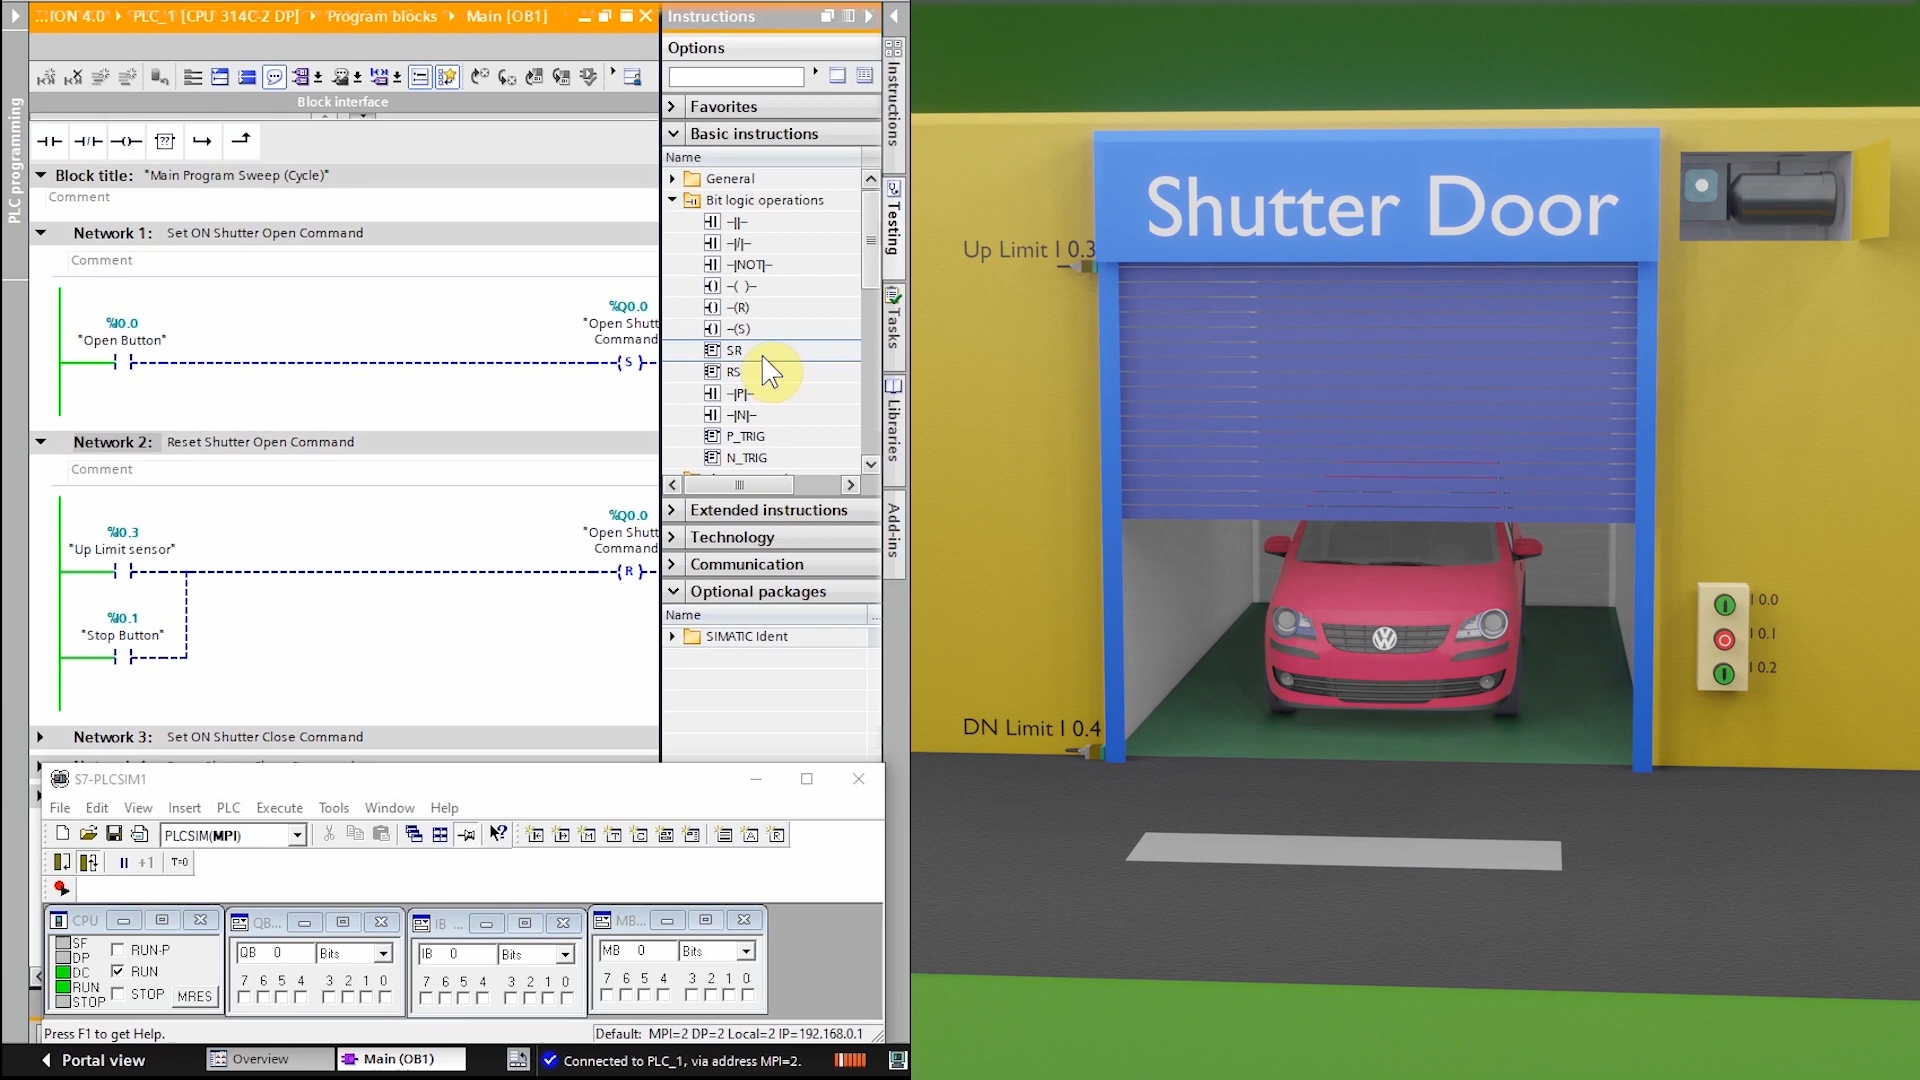 ...ION 4.0 PLC_1 [CPU 314C-2 DP] Program blocks Main [OB1]
PLC programming
Block interface
??
Block title: "Main Program Sweep (Cycle)"
Comment
Network 1: Set ON Shutter Open Command
Comment
%I0.0
"Open Button"
%Q0.0
"Open Shutt
Command
S
Network 2: Reset Shutter Open Command
Comment
%I0.3
"Up Limit sensor"
%Q0.0
"Open Shutt
Command
R
%I0.1
"Stop Button"
Network 3: Set ON Shutter Close Command
Instructions
Options
Favorites
Basic instructions
Name
General
Bit logic operations
-||-
-|/|-
-|NOT|-
-( )-
-(R)
-(S)
SR
RS
-|P|-
-|N|-
P_TRIG
N_TRIG
Extended instructions
Technology
Communication
Optional packages
Name
...
SIMATIC Ident
Instructions
Testing
Tasks
Libraries
Add-ins
S7-PLCSIM1
File Edit View Insert PLC Execute Tools Window Help
PLCSIM(MPI)
+1 T=0
CPU
SF
DP
DC
RUN
STOP
RUN-P
RUN
STOP
MRES
QB...
QB 0 Bits
7 6 5 4 3 2 1 0
IB ...
IB 0 Bits
7 6 5 4 3 2 1 0
MB...
MB 0 Bits
7 6 5 4 3 2 1 0
Press F1 to get Help.
Default: MPI=2 DP=2 Local=2 IP=192.168.0.1
Portal view
Overview
Main (OB1)
Connected to PLC_1, via address MPI=2.
Shutter Door
Up Limit I 0.3
DN Limit I 0.4
I 0.0
I 0.1
I 0.2